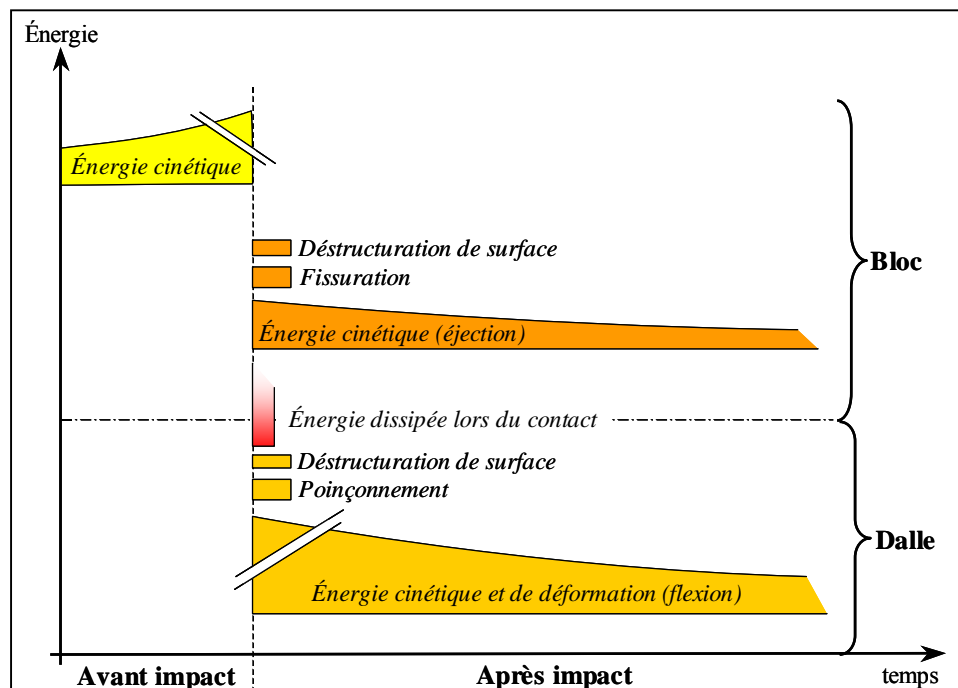 Énergie
Énergie cinétique
Déstructuration de surface
Fissuration
Bloc
Énergie cinétique (éjection)
Énergie dissipée lors du contact
Déstructuration de surface
Poinçonnement
Dalle
Énergie cinétique et de déformation (flexion)
Avant impact
Après impact
temps